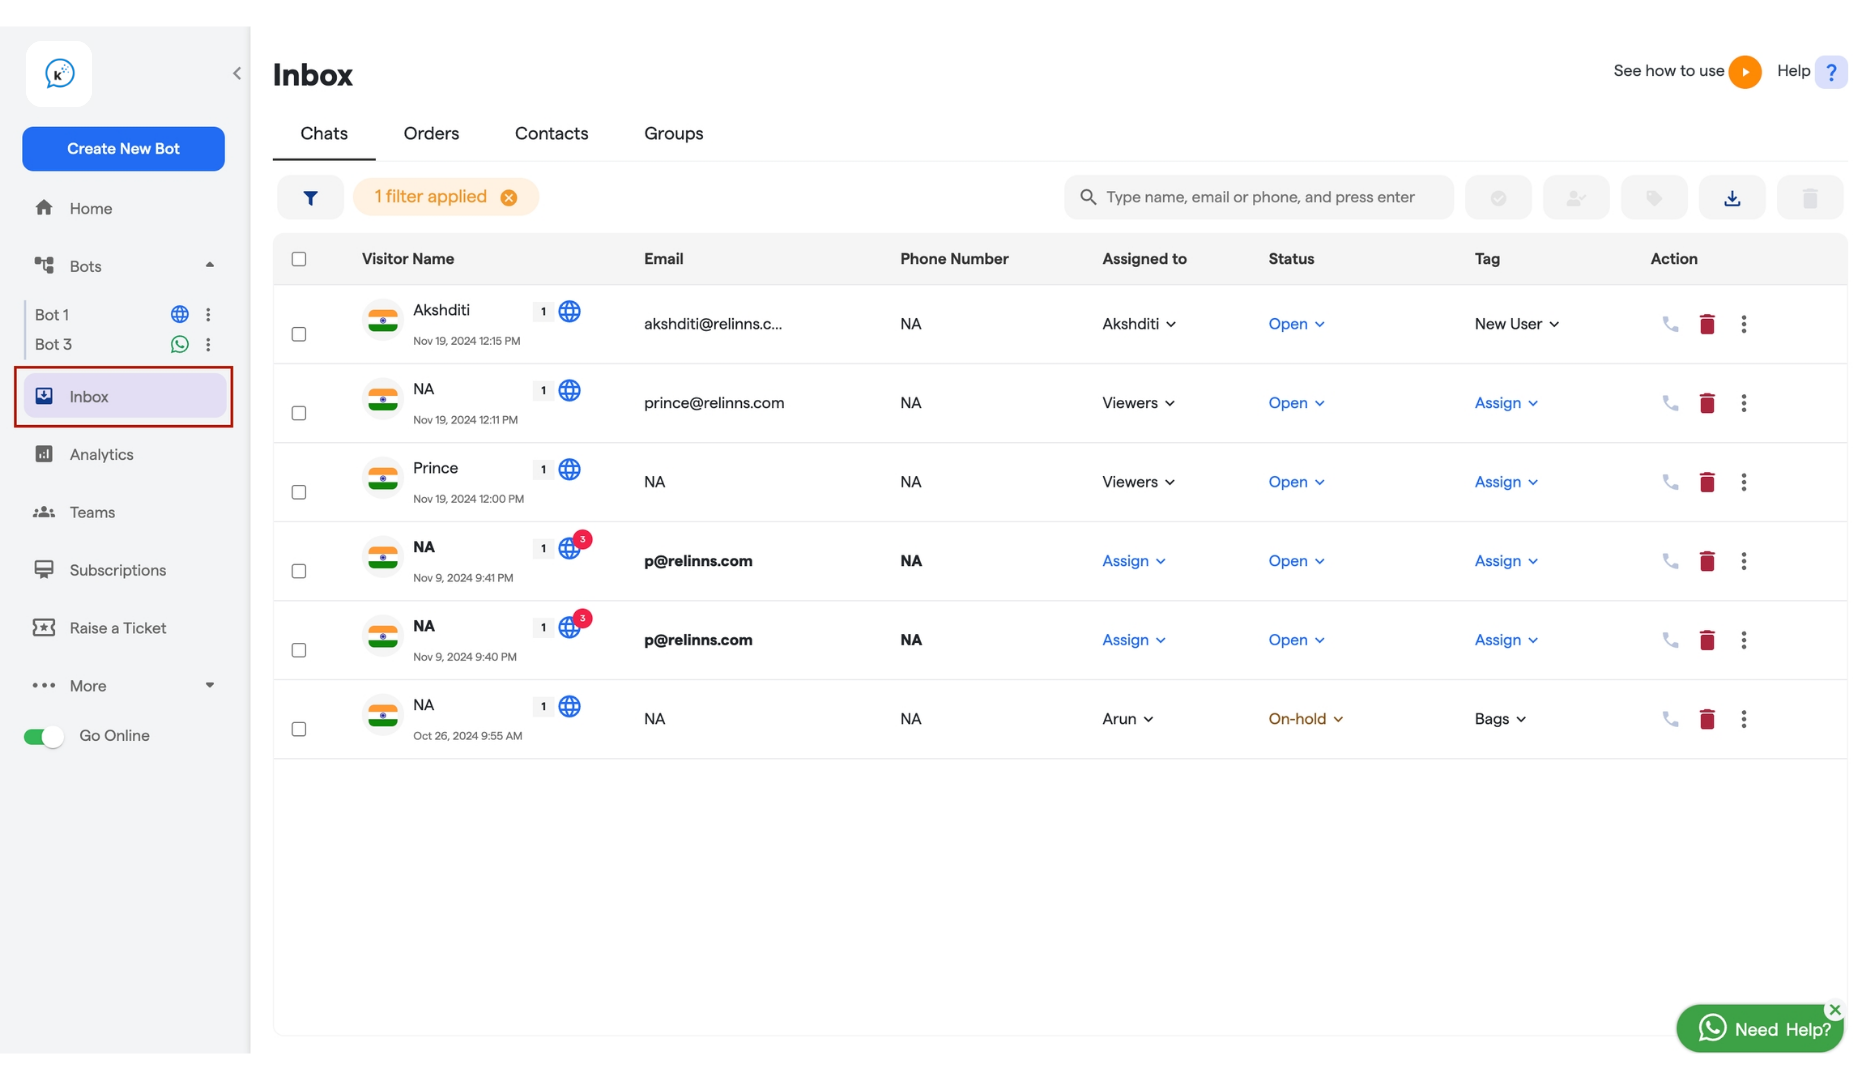 K
Create New Bot
Home
Bots
Bot 1
Bot 3
Inbox
Analytics
Teams
Subscriptions
Raise a Ticket
More
Go Online
Inbox
See how to use
Help ?
Chats Orders Contacts Groups
1 filter applied
Type name, email or phone, and press enter
Visitor Name Email Phone Number Assigned to Status Tag Action
Akshditi 1 akshditi@relinns.c... NA Akshditi Open New User
Nov 19, 2024 12:15 PM
NA 1 prince@relinns.com NA Viewers Open Assign
Nov 19, 2024 12:11 PM
Prince 1 NA NA Viewers Open Assign
Nov 19, 2024 12:00 PM
NA 1 3 p@relinns.com NA Assign Open Assign
Nov 9, 2024 9:41 PM
NA 1 3 p@relinns.com NA Assign Open Assign
Nov 9, 2024 9:40 PM
NA 1 NA NA Arun On-hold Bags
Oct 26, 2024 9:55 AM
Need Help?